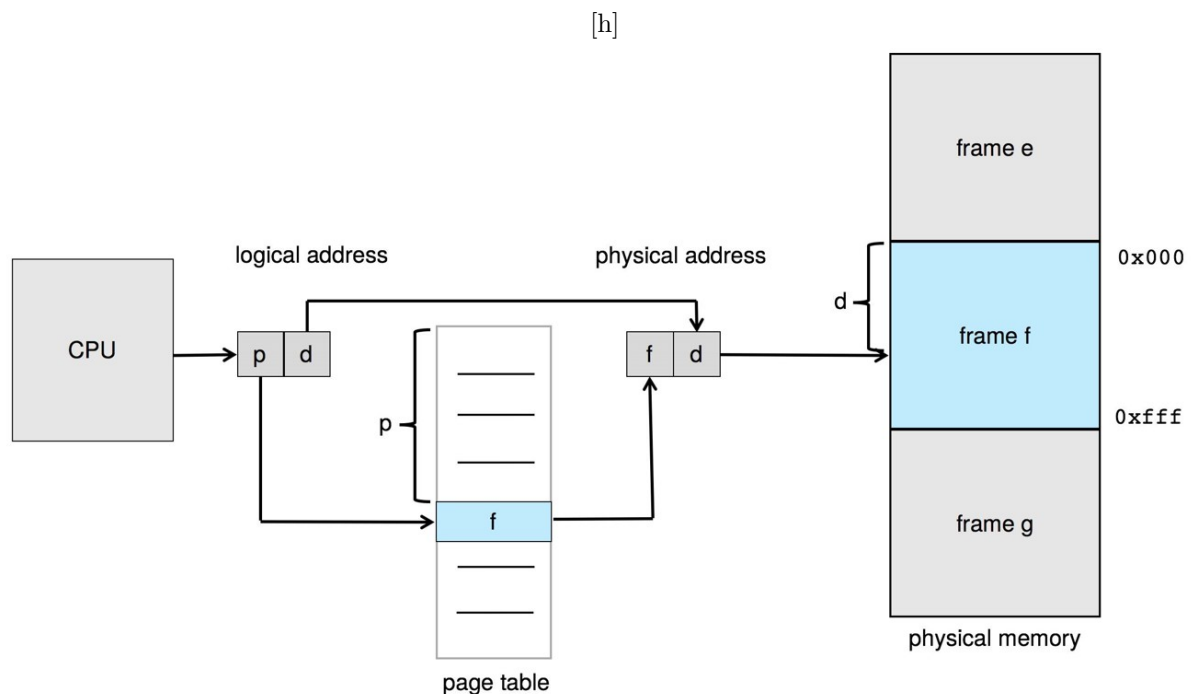 [h]
frame e
logical address
physical address
0x000
d
CPU
p d
f d
frame f
p
0xfff
f
frame g
physical memory
page table